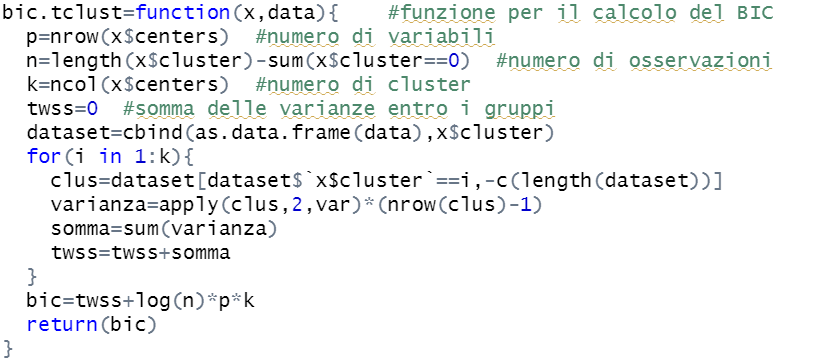 bic.tclust=function(x,data){    #funzione per il calcolo del BIC
  p=nrow(x$centers)  #numero di variabili
  n=length(x$cluster)-sum(x$cluster==0)  #numero di osservazioni
  k=ncol(x$centers)  #numero di cluster
  twss=0  #somma delle varianze entro i gruppi
  dataset=cbind(as.data.frame(data),x$cluster)
  for(i in 1:k){
    clus=dataset[dataset$`x$cluster`==i,-c(length(dataset))]
    varianza=apply(clus,2,var)*(nrow(clus)-1)
    somma=sum(varianza)
    twss=twss+somma
  }
  bic=twss+log(n)*p*k
  return(bic)
}